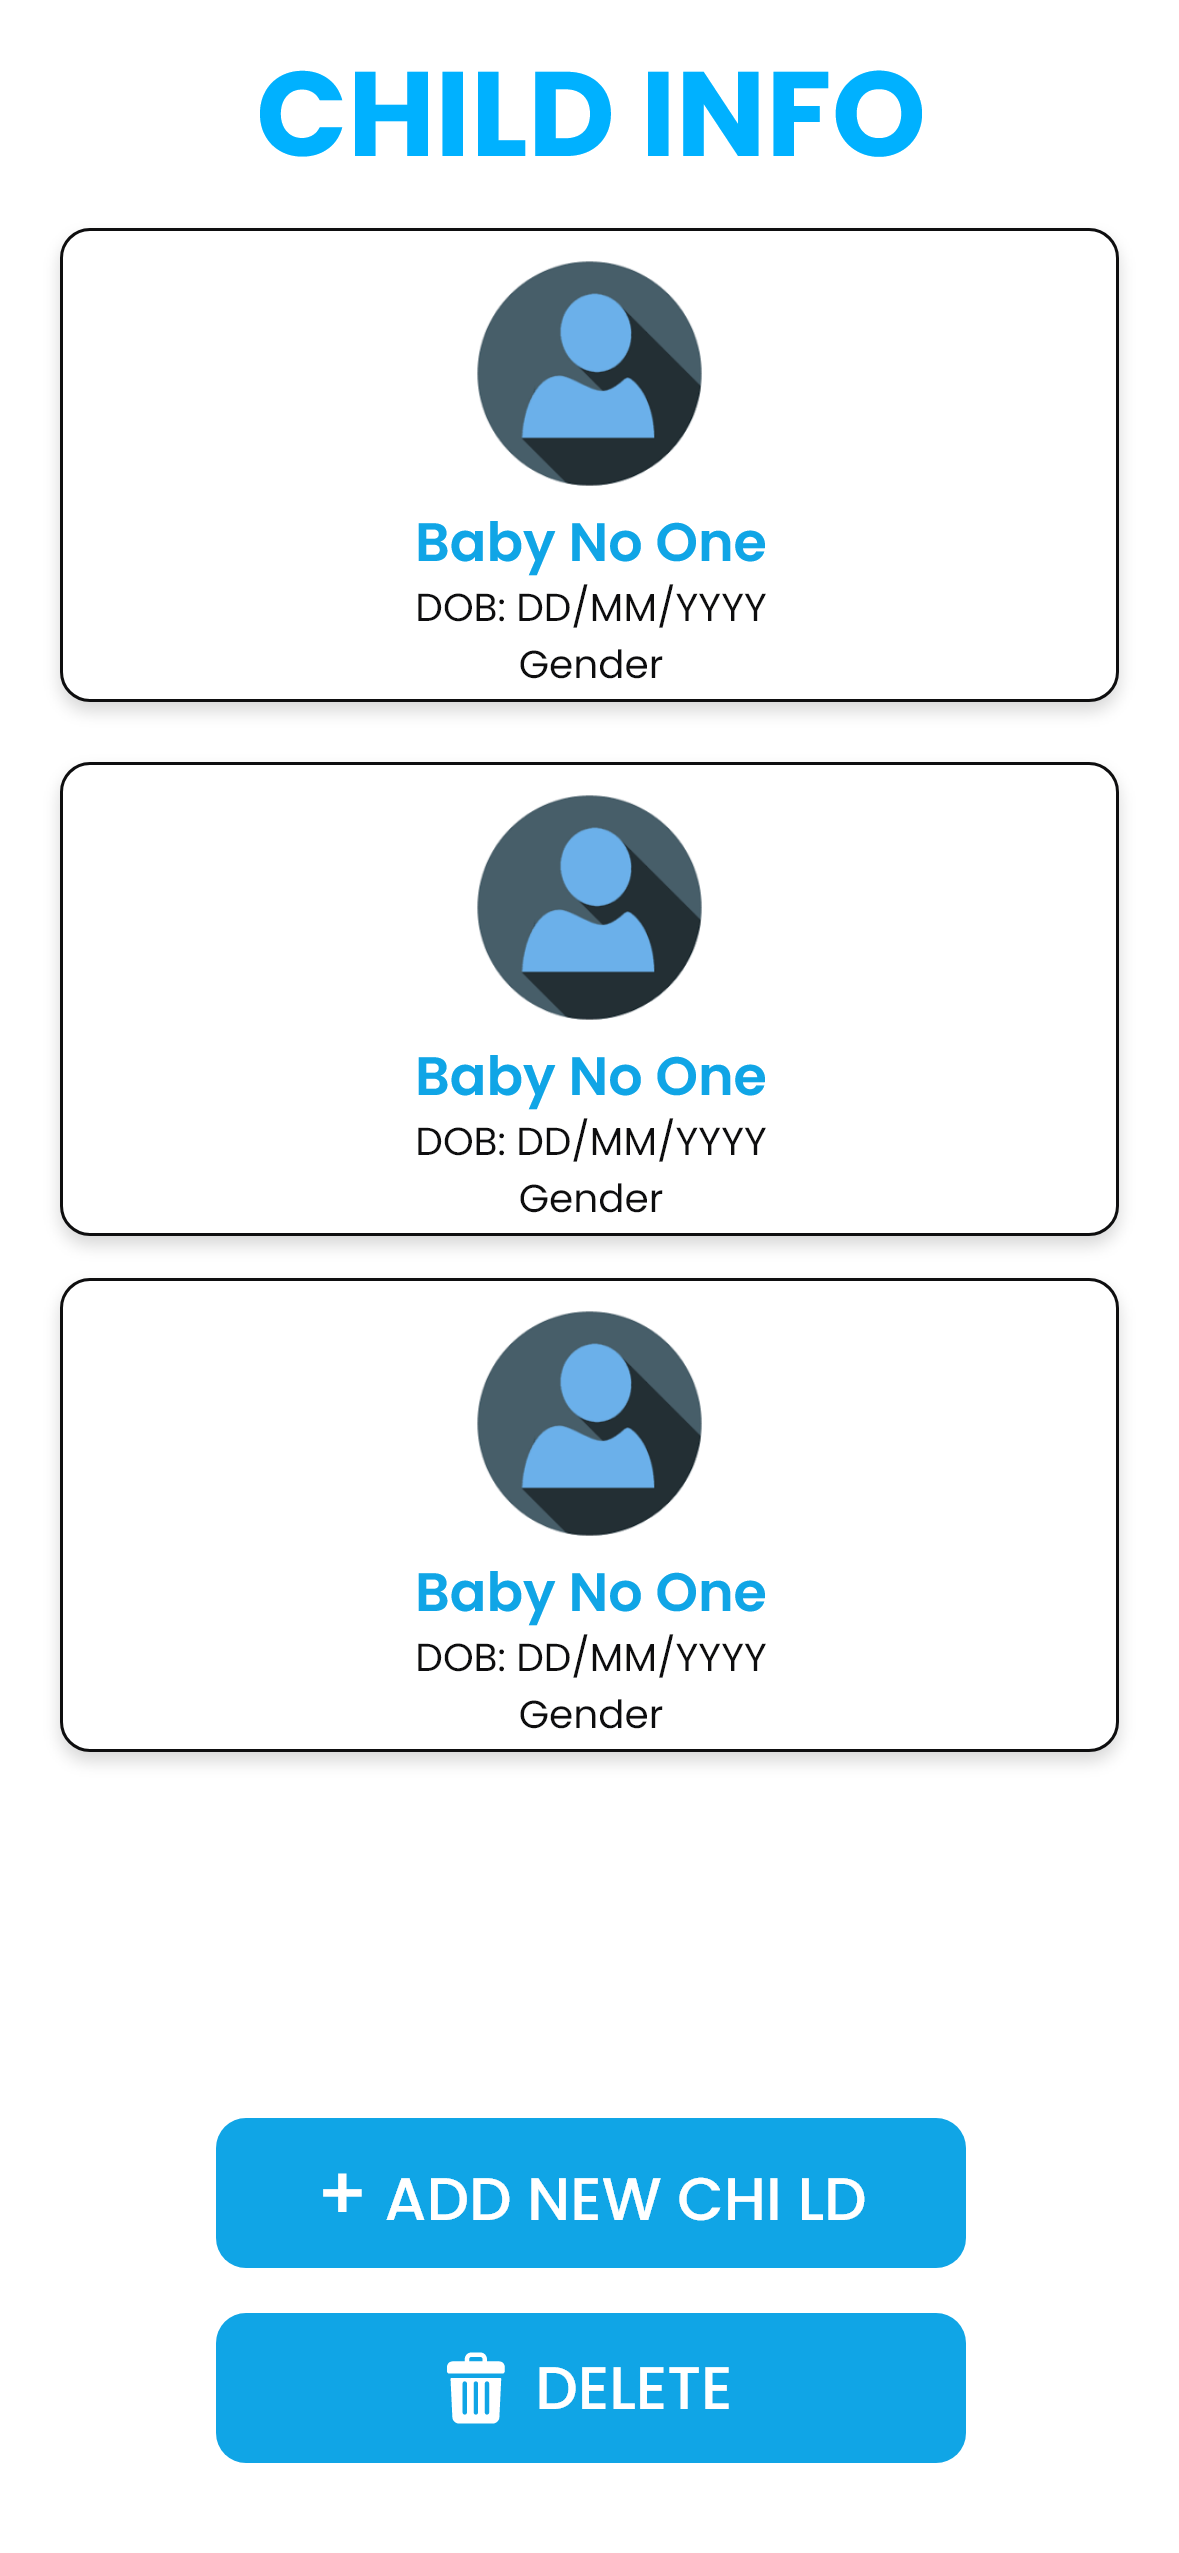 CHILD INFO
Baby No One
DOB: DD/MM/YYYY
Gender
Baby No One
DOB: DD/MM/YYYY
Gender
Baby No One
DOB: DD/MM/YYYY
Gender
+ ADD NEW CHI LD
DELETE